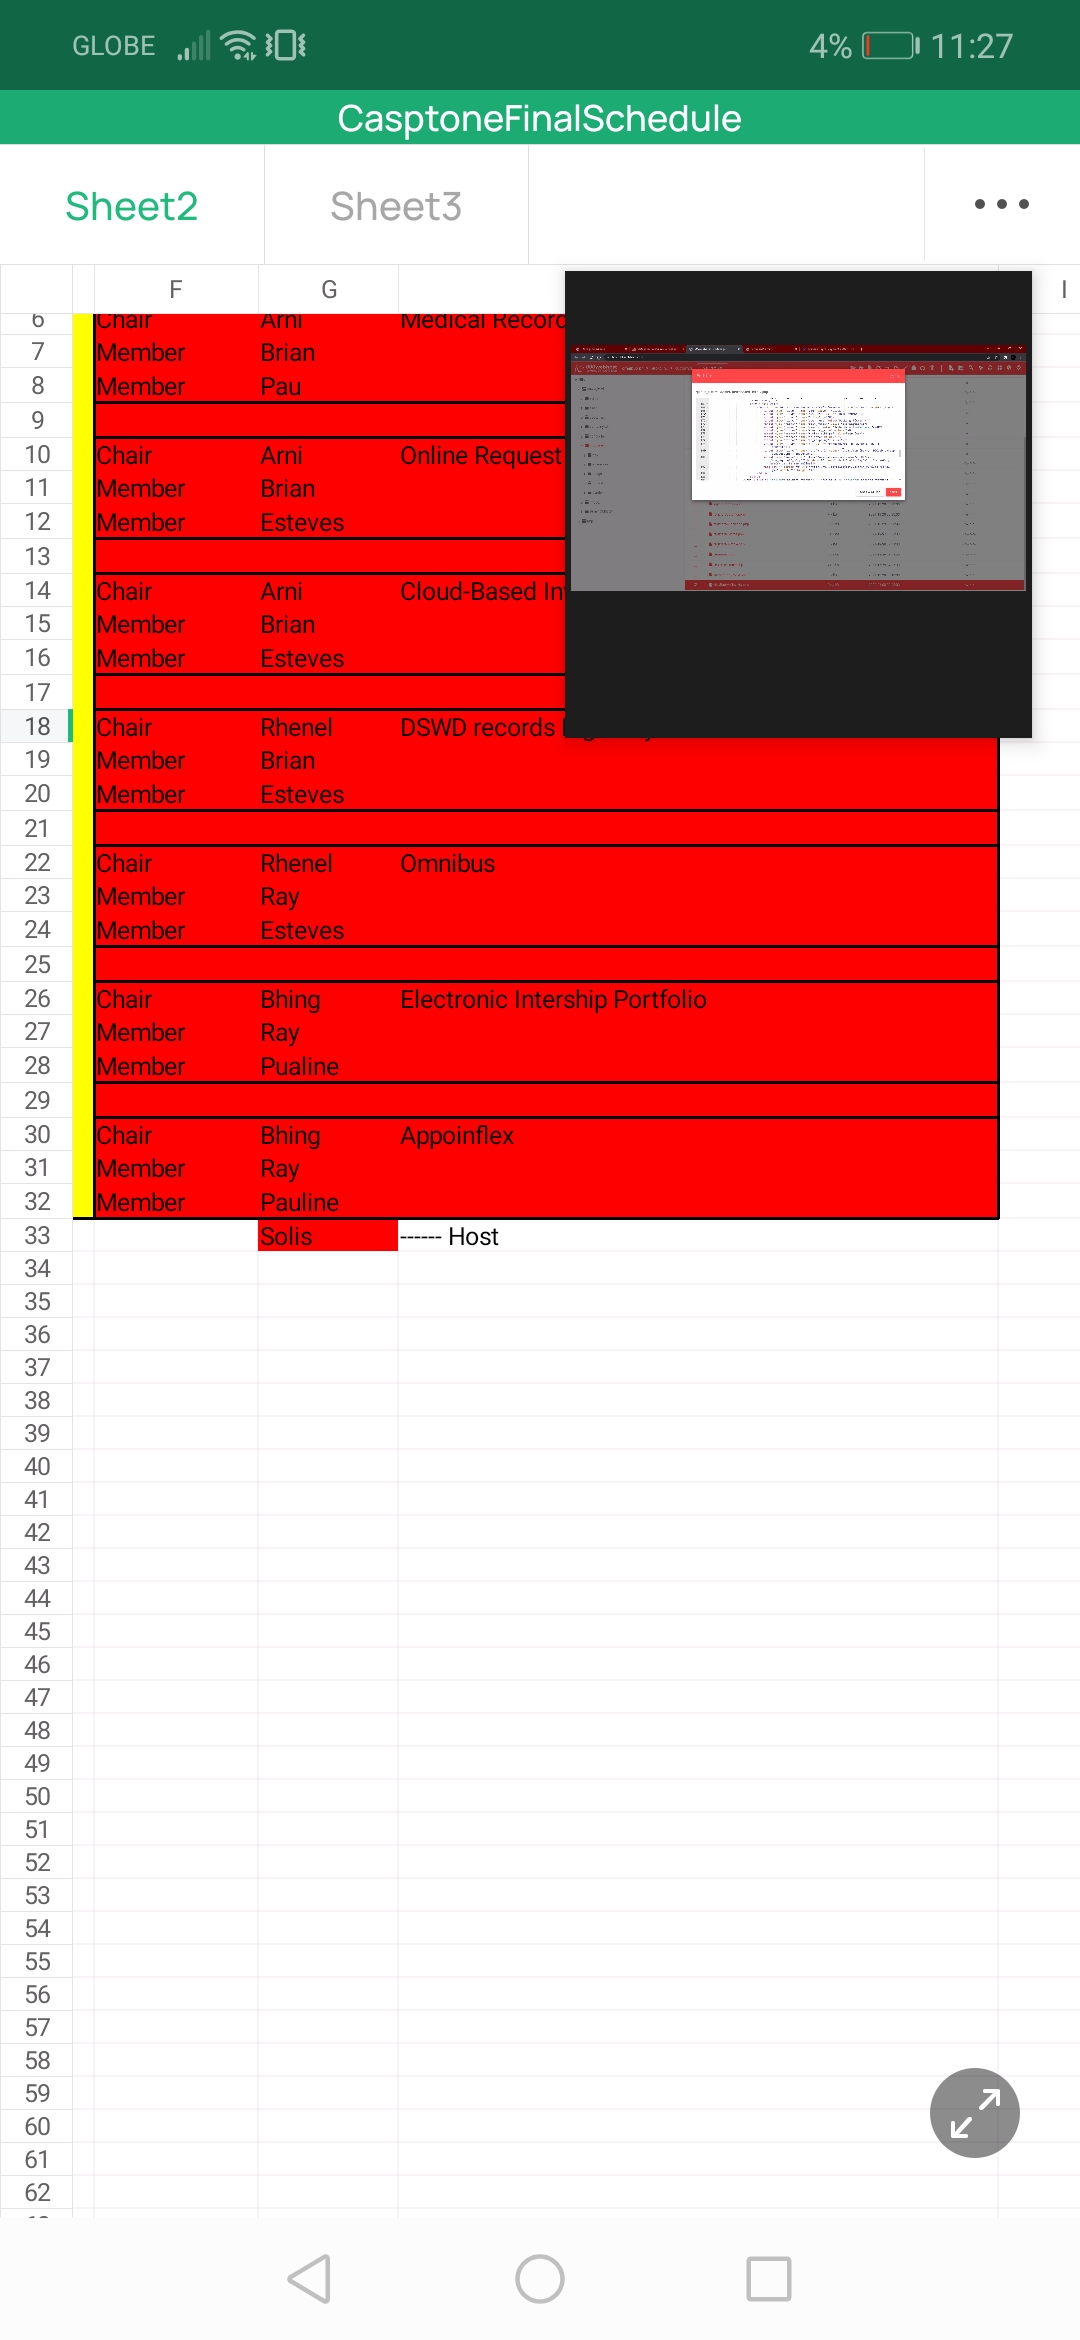 GLOBE 4% 11:27
CasptoneFinalSchedule
Sheet2 Sheet3
F G I
6 Chair Arni Medical Record
7 Member Brian
8 Member Pau
9
10 Chair Arni Online Request
11 Member Brian
12 Member Esteves
13
14 Chair Arni Cloud-Based
15 Member Brian
16 Member Esteves
17
18 Chair Rhenel DSWD records
19 Member Brian
20 Member Esteves
21
22 Chair Rhenel Omnibus
23 Member Ray
24 Member Esteves
25
26 Chair Bhing Electronic Intership Portfolio
27 Member Ray
28 Member Pualine
29
30 Chair Bhing Appoinflex
31 Member Ray
32 Member Pauline
33 Solis ------ Host
34
35
36
37
38
39
40
41
42
43
44
45
46
47
48
49
50
51
52
53
54
55
56
57
58
59
60
61
62